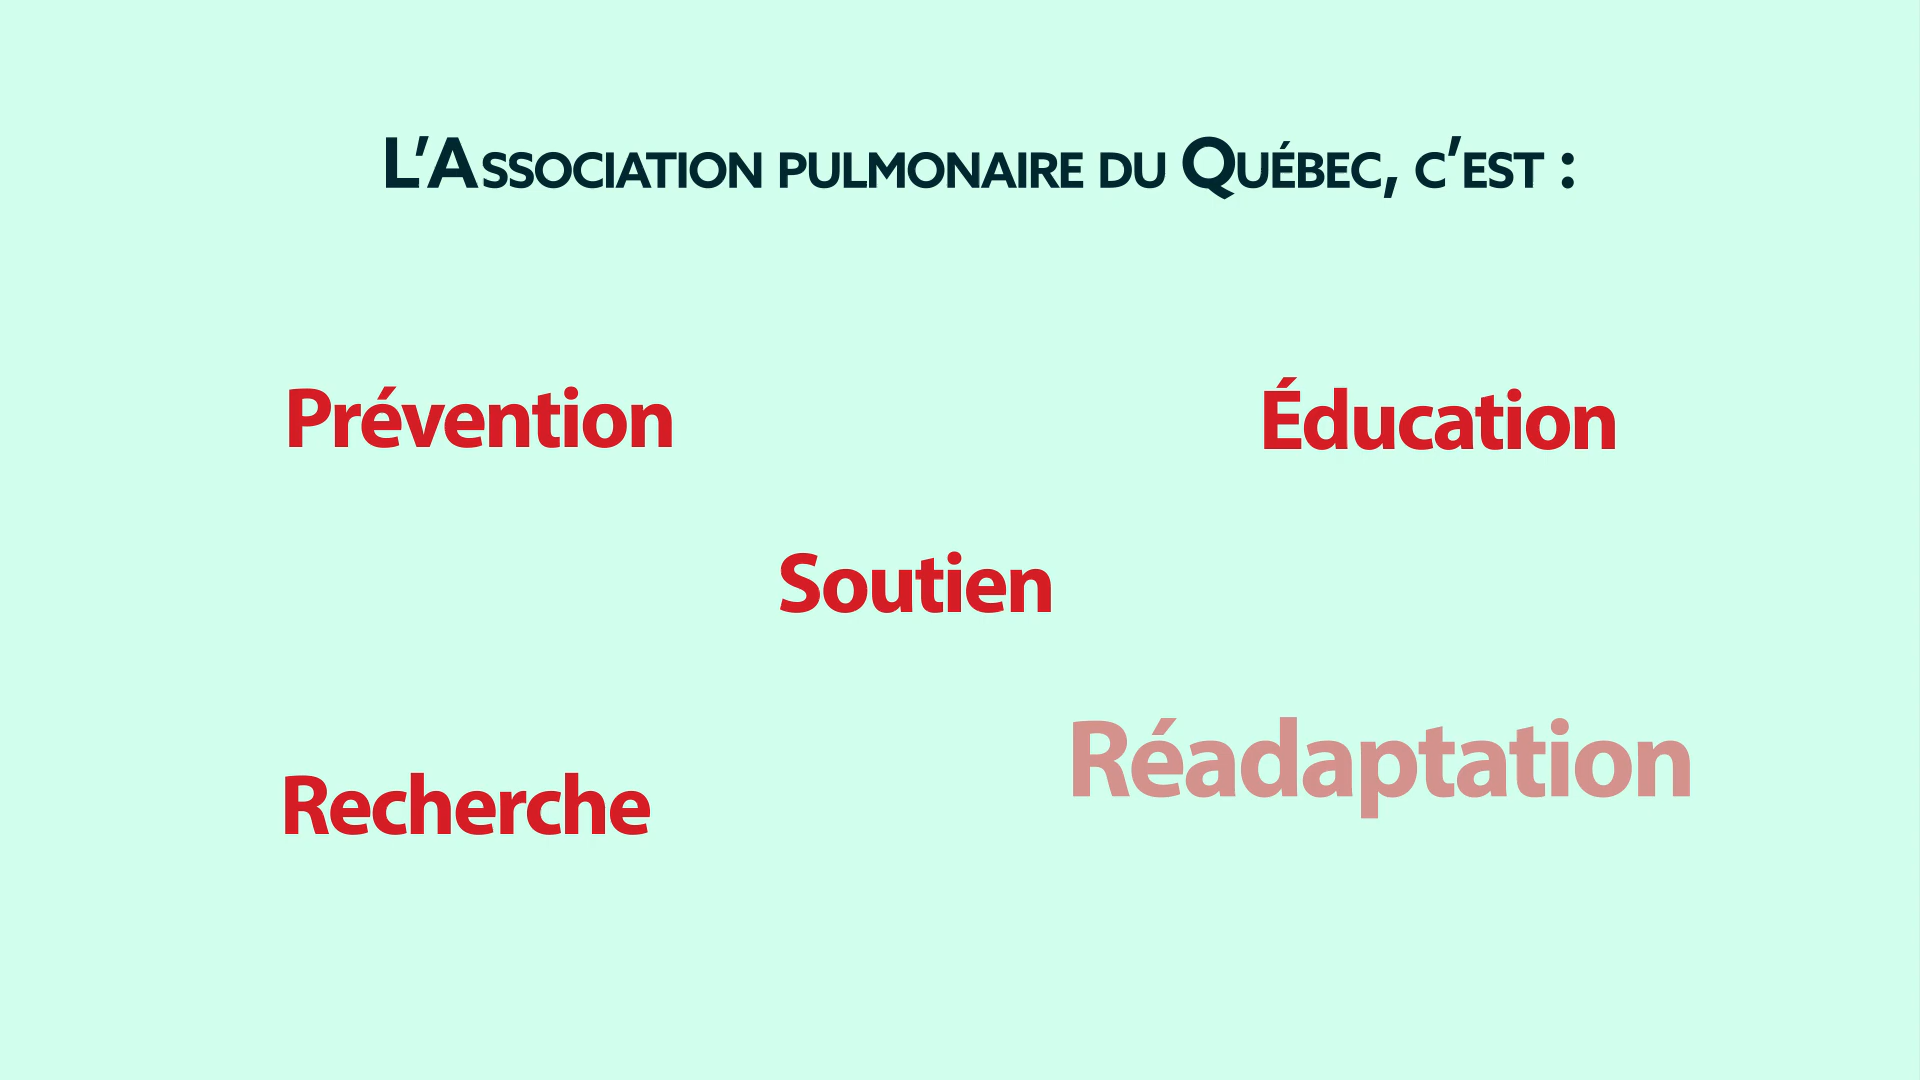 L'Association pulmonaire du Québec, c'est :
Prévention
Éducation
Soutien
Réadaptation
Recherche